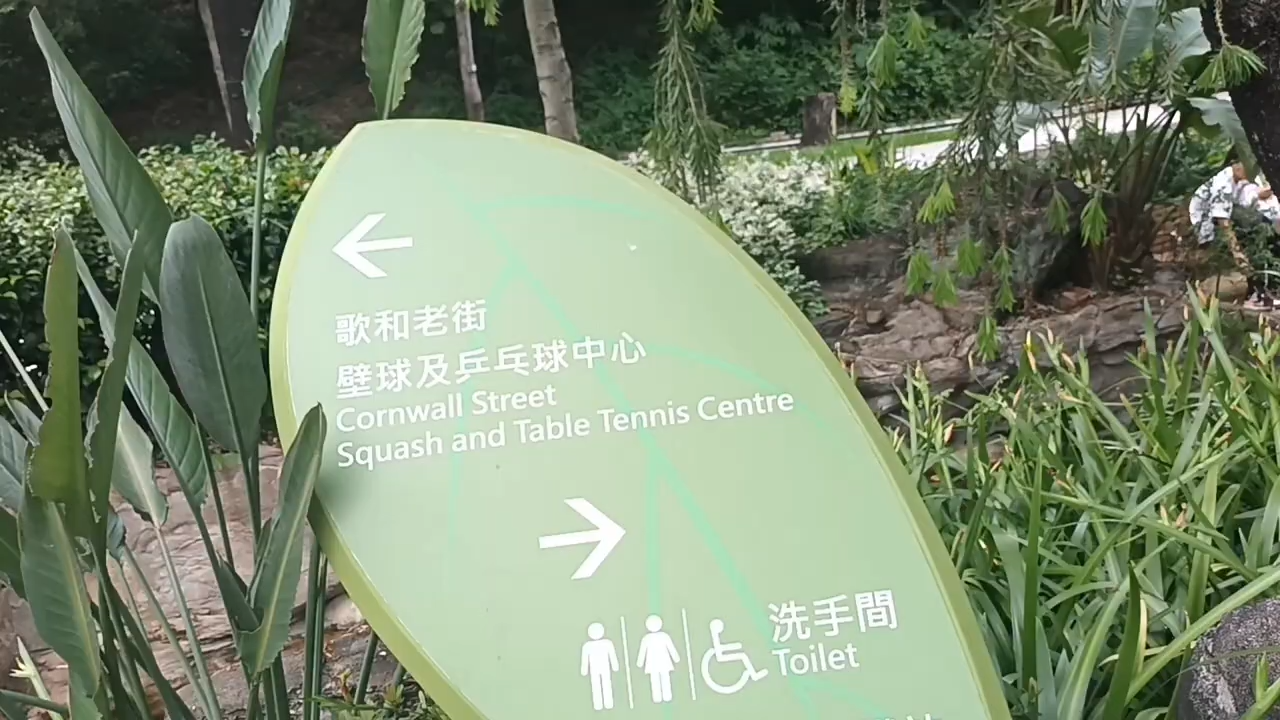 歌和老街
壁球及乒乓球中心
Cornwall Street
Squash and Table Tennis Centre
洗手間
Toilet